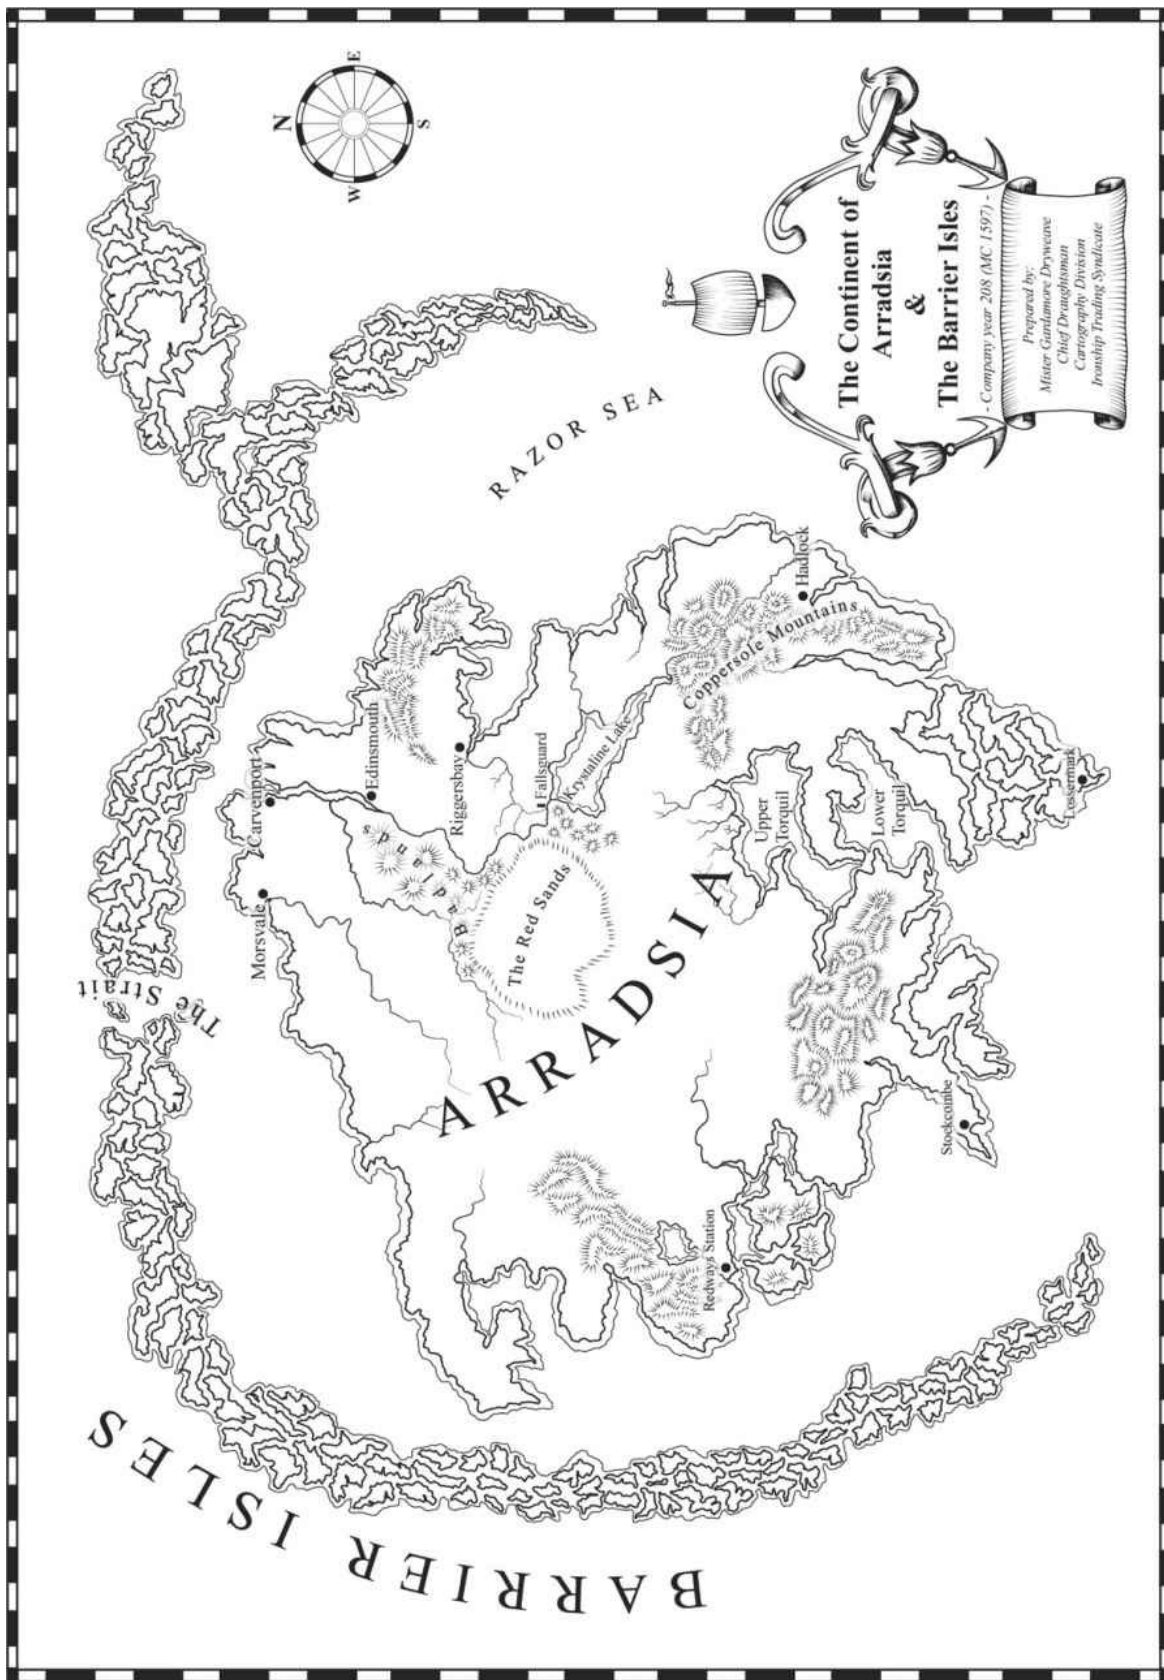 BARRIER ISLES
The Strait
N
W
E
S
Morsvale
Carvenport
Edinsmouth
Badlands
Riggersbay
The Red Sands
Fallsguard
Krystaline Lake
RAZOR SEA
ARRADSIA
Coppersole Mountains
Hadlock
Upper
Torquil
Lower
Torquil
Redways Station
Stockcombe
Lossermark
The Continent of
Arradsia
&
The Barrier Isles
- Company year 208 (MC 1597) -
Prepared by:
Mister Gardamore Dryweave
Chief Draughtsman
Cartography Division
Ironship Trading Syndicate